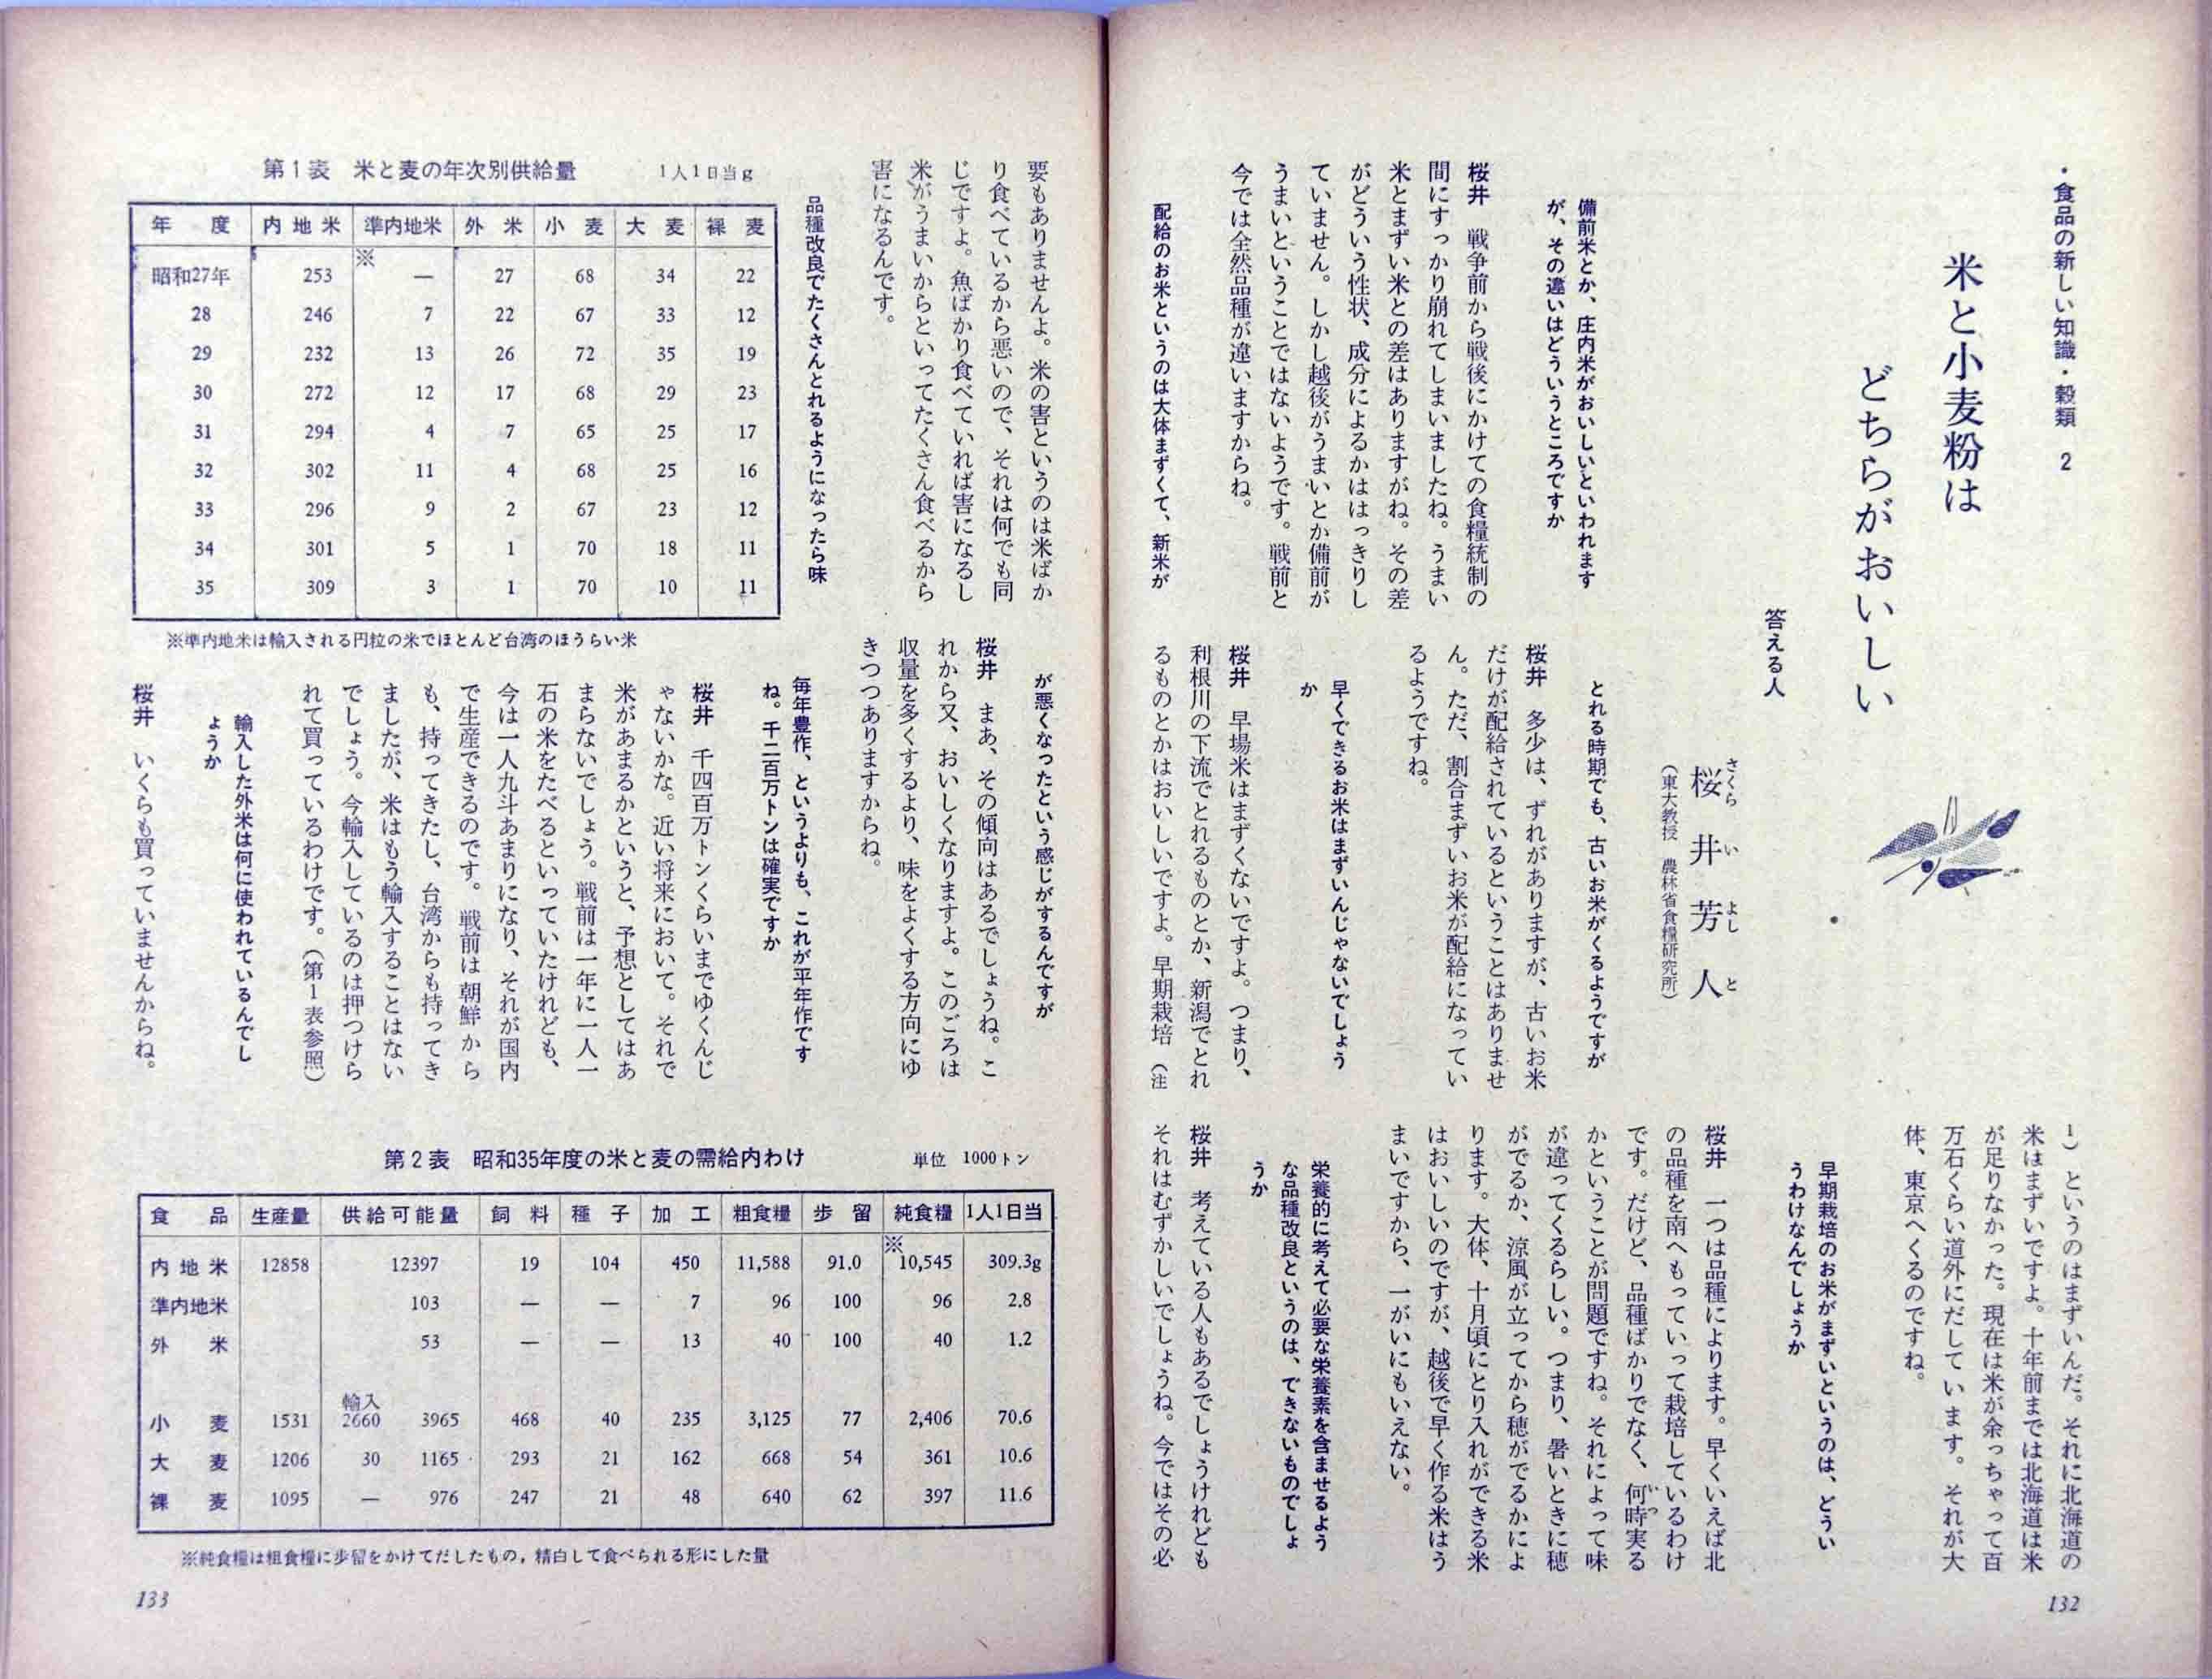 ・食品の新しい知識・穀類 2
米と小麦粉は
どちらがおいしい
答える人
桜井芳人
さくらいよしと
(東大教授 農林省食糧研究所)
備前米とか、庄内米がおいしいといわれます
が、その違いはどういうところですか
桜井 戦争前から戦後にかけての食糧統制の
間にすっかり崩れてしまいましたね。うまい
米とまずい米との差はありますがね。その差
がどういう性状、成分によるかははっきりし
ていません。しかし越後がうまいとか備前が
うまいということではないようです。戦前と
今では全然品種が違いますからね。
配給のお米というのは大体まずくて、新米が
とれる時期でも、古いお米がくるようですが
桜井 多少は、ずれがありますが、古いお米
だけが配給されているということはありませ
ん。ただ、割合まずいお米が配給になってい
るようですね。
早くできるお米はまずいんじゃないでしょう
か
桜井 早場米はまずくないですよ。つまり、
利根川の下流でとれるものとか、新潟でとれ
るものとかはおいしいですよ。早期栽培(注
1)というのはまずいんだ。それに北海道の
米はまずいですよ。十年前までは北海道は米
が足りなかった。現在は米が余っちゃって百
万石くらい道外にだしています。それが大
体、東京へくるのですね。
早期栽培のお米がまずいというのは、どうい
うわけなんでしょうか
桜井 一つは品種によります。早くいえば北
の品種を南へもっていって栽培しているわけ
です。だけど、品種ばかりでなく、何時実る
いつ
かということが問題ですね。それによって味
が違ってくるらしい。つまり、暑いときに穂
がでるか、涼風が立ってから穂がでるかによ
ります。大体、十月頃にとり入れができる米
はおいしいのですが、越後で早く作る米はう
まいですから、一がいにもいえない。
栄養的に考えて必要な栄養素を含ませるよう
な品種改良というのは、できないものでしょ
うか
桜井 考えている人もあるでしょうけれども
それはむずかしいでしょうね。今ではその必
132
要もありませんよ。米の害というのは米ばか
り食べているから悪いので、それは何でも同
じですよ。魚ばかり食べていれば害になるし
米がうまいからといってたくさん食べるから
害になるんです。
品種改良でたくさんとれるようになったら味
が悪くなったという感じがするんですが
桜井 まあ、その傾向はあるでしょうね。こ
れから又、おいしくなりますよ。このごろは
収量を多くするより、味をよくする方向にゆ
きつつありますからね。
毎年豊作、というよりも、これが平年作です
ね。千二百万トンは確実ですか
桜井 千四百万トンくらいまでゆくんじ
ゃないかな。近い将来において。それで
米があまるかというと、予想としてはあ
まらないでしょう。戦前は一年に一人一
石の米をたべるといっていたけれども、
今は一人九斗あまりになり、それが国内
で生産できるのです。戦前は朝鮮から
も、持ってきたし、台湾からも持ってき
ましたが、米はもう輸入することはない
でしょう。今輸入しているのは押つけら
れて買っているわけです。(第1表参照)
輸入した外米は何に使われているんでし
ょうか
桜井 いくらも買っていませんからね。
第1表 米と麦の年次別供給量 1人1日当g
年度 内地米 準内地米 外米 小麦 大麦 裸麦
昭和27年 253 ※ — 27 68 34 22
28 246 7 22 67 33 12
29 232 13 26 72 35 19
30 272 12 17 68 29 23
31 294 4 7 65 25 17
32 302 11 4 68 25 16
33 296 9 2 67 23 12
34 301 5 1 70 18 11
35 309 3 1 70 10 11
※準内地米は輸入される円粒の米でほとんど台湾のほうらい米
第2表 昭和35年度の米と麦の需給内わけ 単位 1000トン
食品 生産量 供給可能量 飼料 種子 加工 粗食糧 歩留 純食糧 1人1日当
内地米 12858 12397 19 104 450 11,588 91.0 ※10,545 309.3g
準内地米 103 — — 7 96 100 96 2.8
外米 53 — — 13 40 100 40 1.2
輸入
小麦 1531 2660 3965 468 40 235 3,125 77 2,406 70.6
大麦 1206 30 1165 293 21 162 668 54 361 10.6
裸麦 1095 — 976 247 21 48 640 62 397 11.6
※純食糧は粗食糧に歩留をかけてだしたもの,精白して食べられる形にした量
133